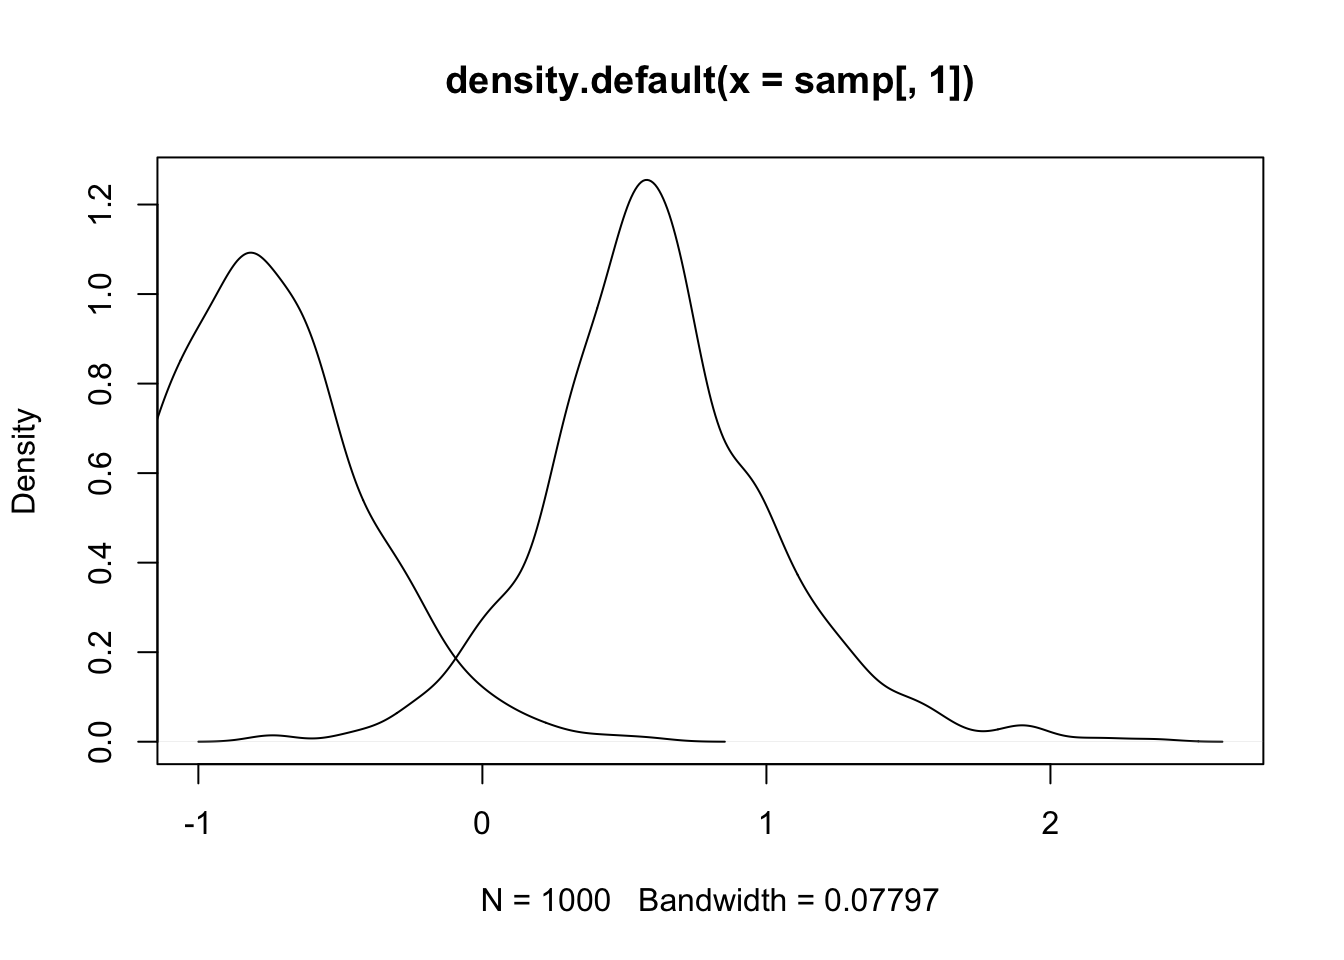 density.default(x = samp[, 1])
Density
1.2
1.0
0.8
0.6
0.4
0.2
0.0
-1 0 1 2
N = 1000 Bandwidth = 0.07797